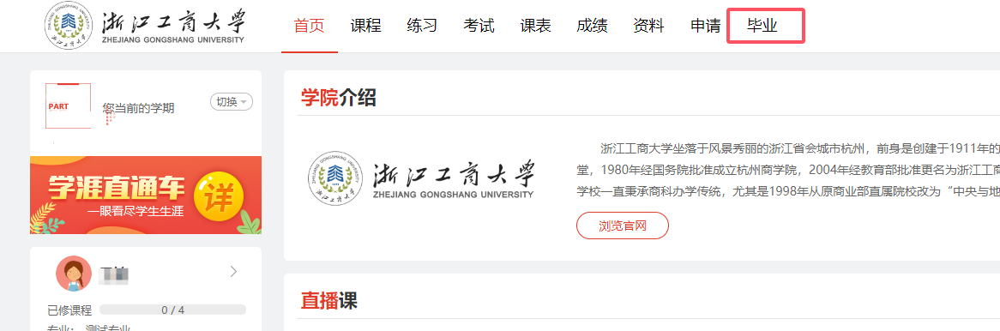 浙江工商大学
ZHEJIANG GONGSHANG UNIVERSITY
首页 课程 练习 考试 课表 成绩 资料 申请 毕业
PART
您当前的学期
切换
学涯直通车
一眼看尽学生生涯
详
已修课程 0 / 4
专业： 测试专业
学院介绍
浙江工商大学
ZHEJIANG GONGSHANG UNIVERSITY
浙江工商大学坐落于风景秀丽的浙江省会城市杭州，前身是创建于1911年的
堂，1980年经国务院批准成立杭州商学院，2004年经教育部批准更名为浙江工商
学校一直秉承商科办学传统，尤其是1998年从原商业部直属院校改为“中央与地
浏览官网
直播课